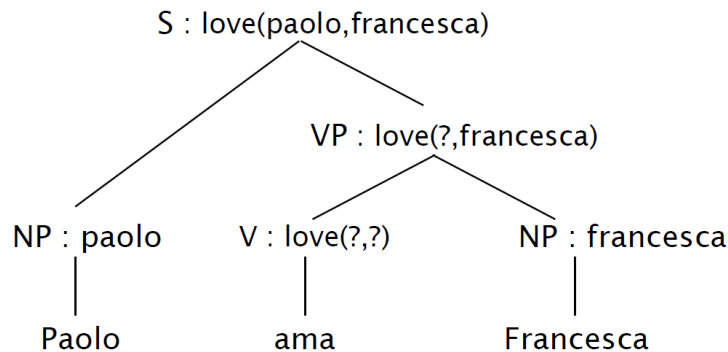 S : love(paolo,francesca)
VP : love(?,francesca)
NP : paolo V : love(?,?) NP : francesca
Paolo ama Francesca